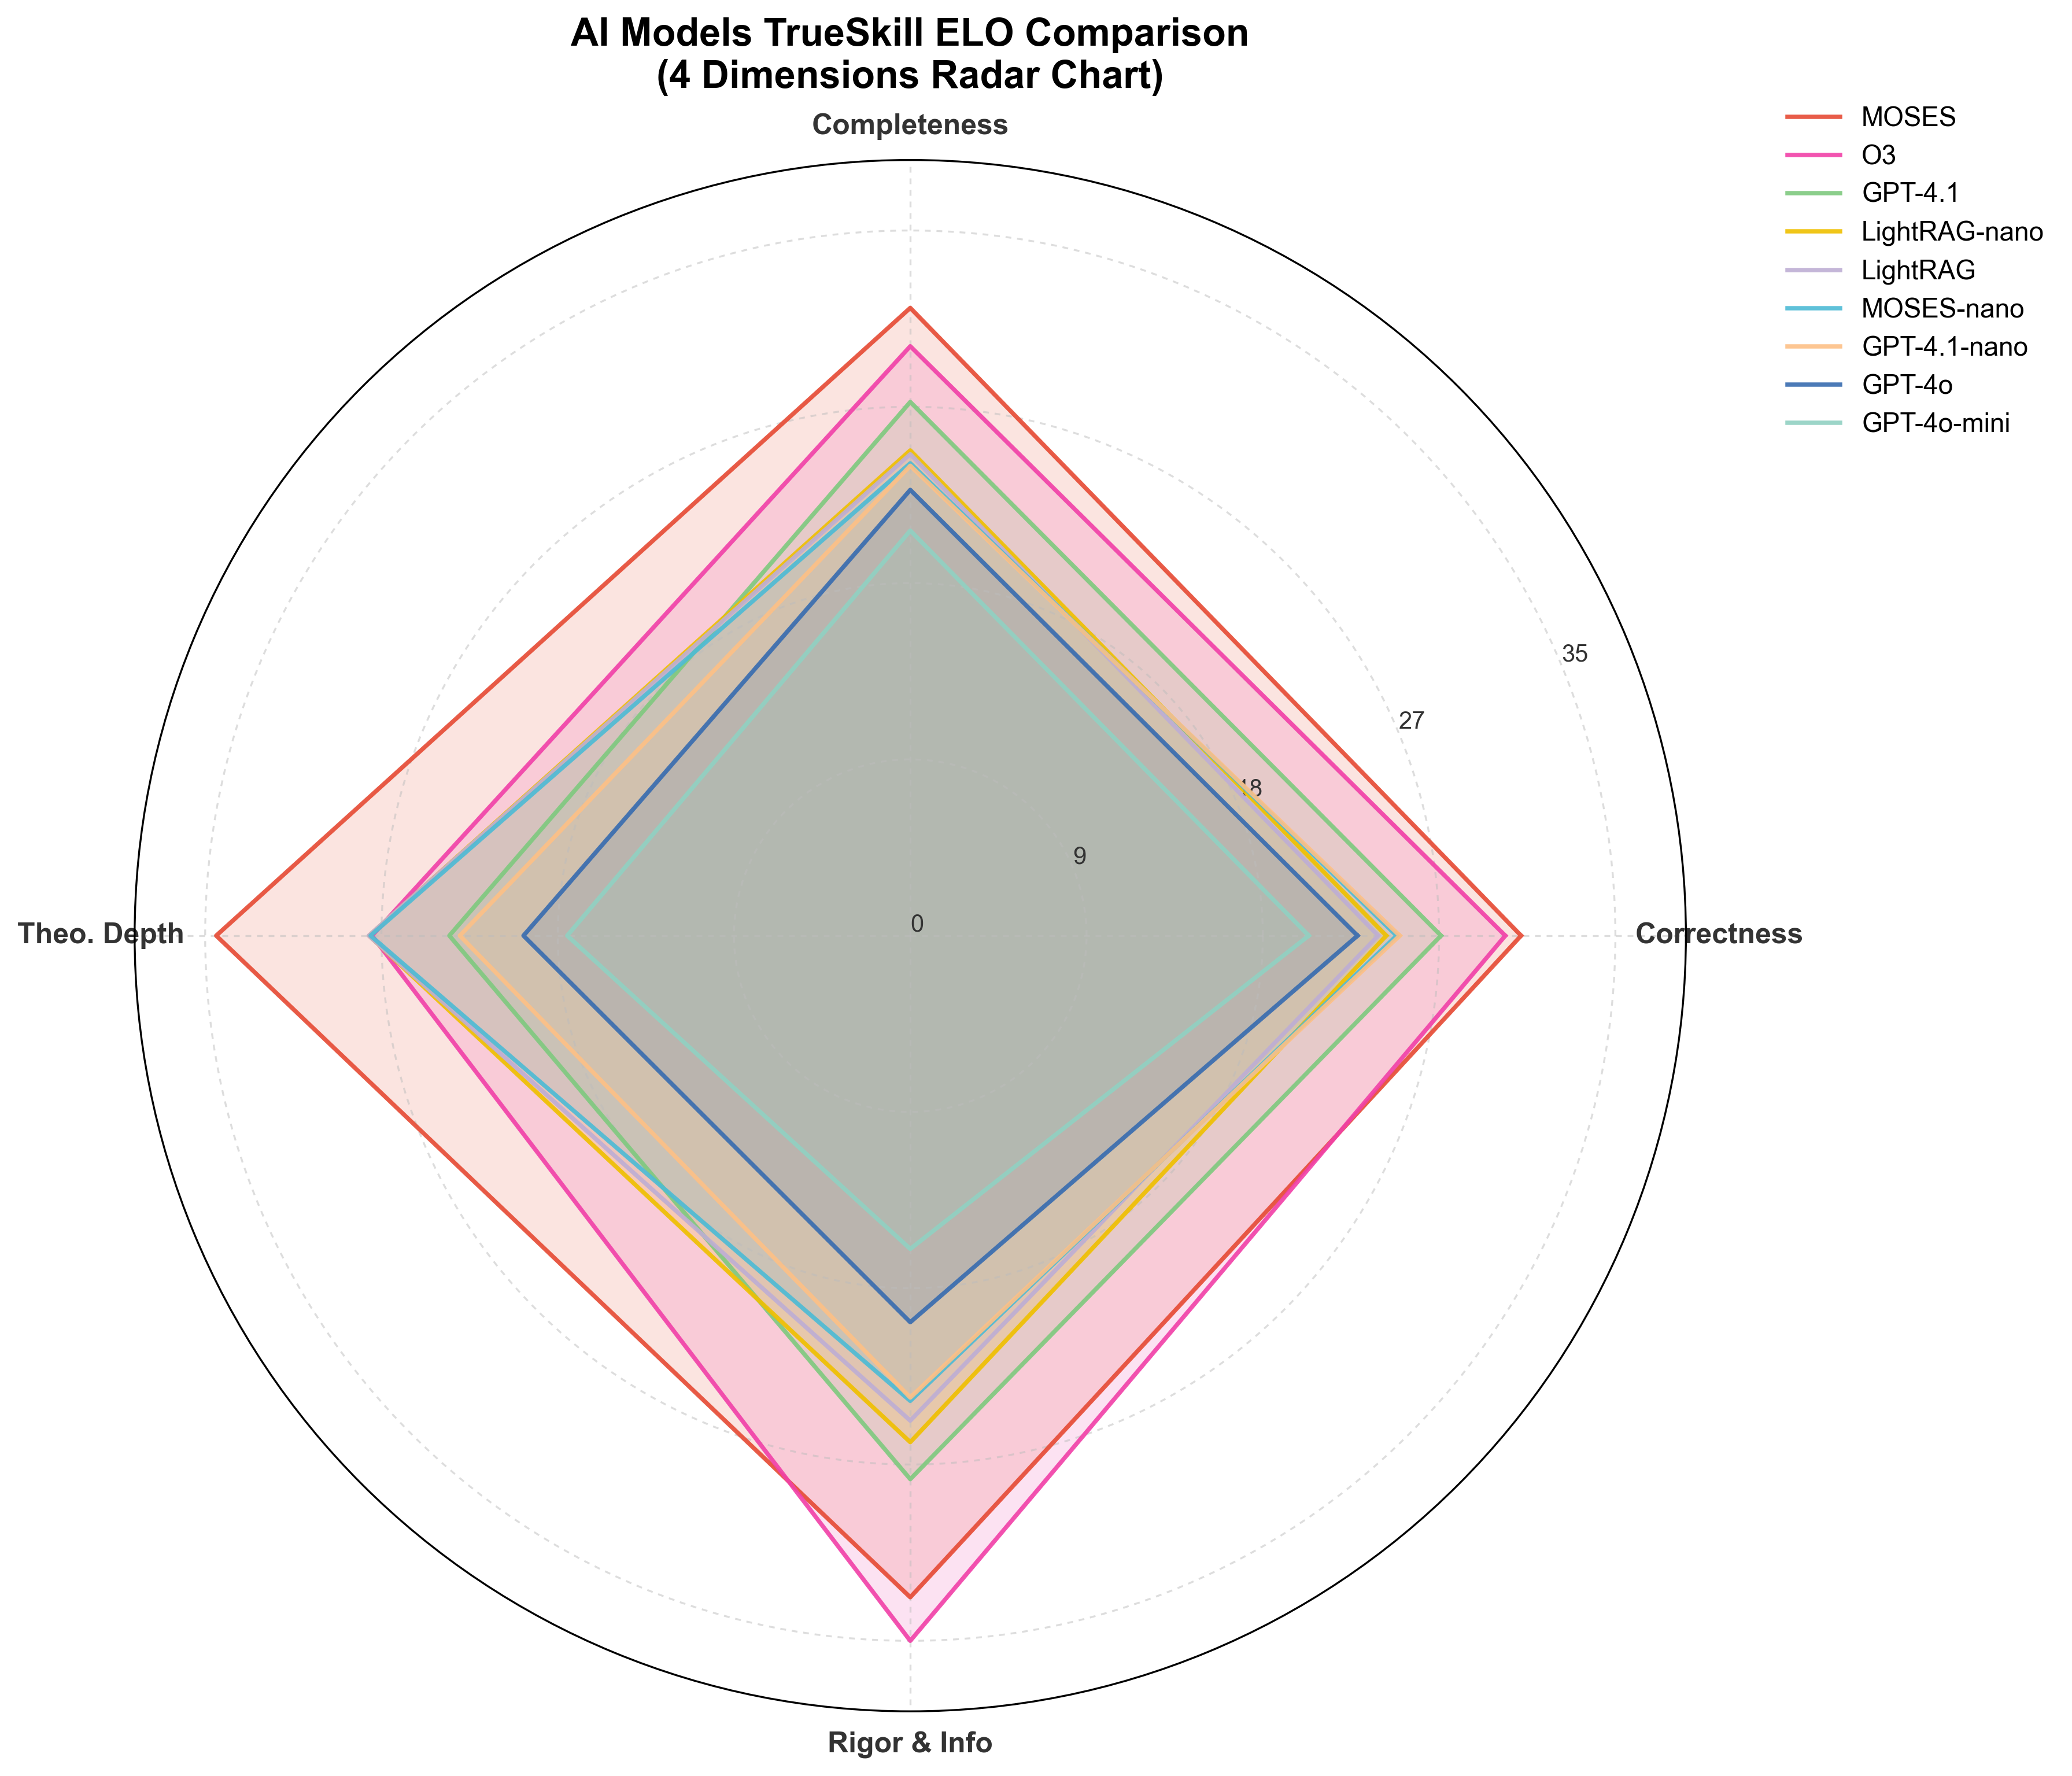 AI Models TrueSkill ELO Comparison
(4 Dimensions Radar Chart)
Completeness
MOSES
O3
GPT-4.1
LightRAG-nano
LightRAG
MOSES-nano
GPT-4.1-nano
GPT-4o
GPT-4o-mini
35
27
18
9
0
Theo. Depth
Correctness
Rigor & Info